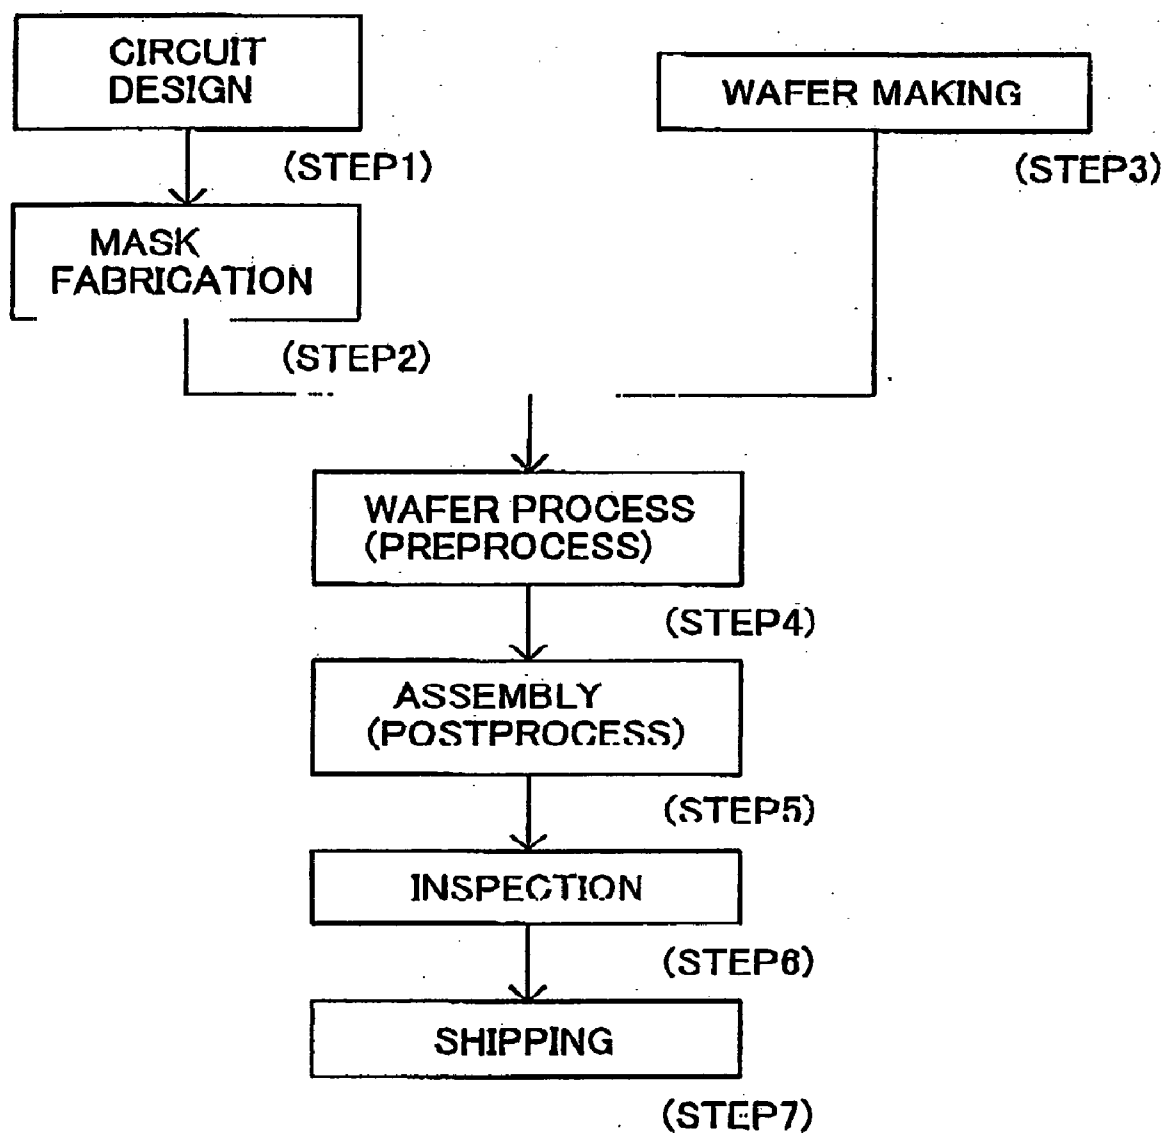 CIRCUIT
DESIGN
(STEP1)
WAFER MAKING
(STEP3)
MASK
FABRICATION
(STEP2)
WAFER PROCESS
(PREPROCESS)
(STEP4)
ASSEMBLY
(POSTPROCESS)
(STEP5)
INSPECTION
(STEP6)
SHIPPING
(STEP7)